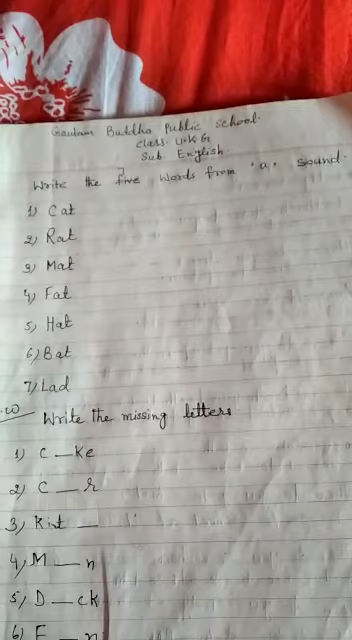 Gautam Buddha Public School.
Class. U.K.G
Sub. English.
Write the five words from 'a' sound.
1) Cat
2) Rat
3) Mat
4) Fat
5) Hat
6) Bat
7) Lad
Write the missing letters
1) C _ Ke
2) C _ r
3) Kit _
4) M _ n
5) D _ ck
6) F _ n